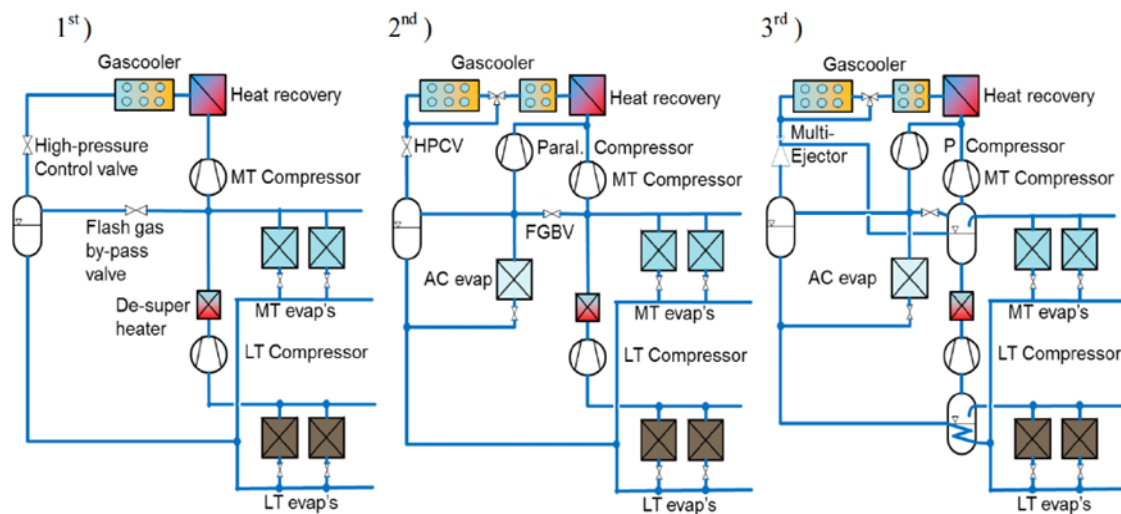 1st)
Gascooler
Heat recovery
High-pressure
Control valve
MT Compressor
Flash gas
by-pass
valve
De-super
heater
MT evap's
LT Compressor
LT evap's
2nd)
Gascooler
Heat recovery
HPCV
Paral. Compressor
MT Compressor
FGBV
AC evap
MT evap's
LT Compressor
LT evap's
3rd)
Gascooler
Heat recovery
Multi-
Ejector
P Compressor
MT Compressor
AC evap
MT evap's
LT Compressor
LT evap's